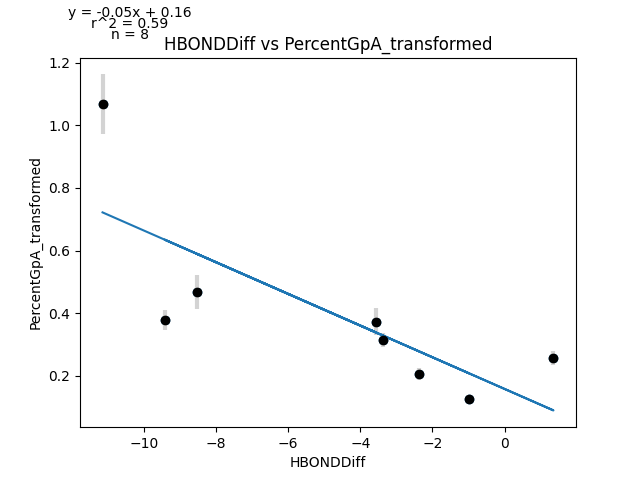 y = -0.05x + 0.16
r^2 = 0.59
n = 8
HBONDDiff vs PercentGpA_transformed
1.2
1.0
0.8
0.6
0.4
0.2
PercentGpA_transformed
−10
−8
−6
−4
−2
0
HBONDDiff